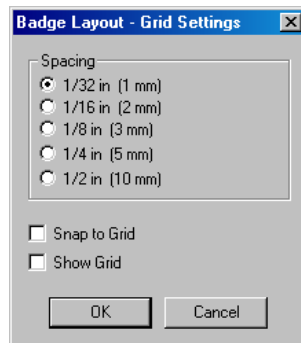 Badge Layout - Grid Settings
Spacing
1/32 in (1 mm)
1/16 in (2 mm)
1/8 in (3 mm)
1/4 in (5 mm)
1/2 in (10 mm)
Snap to Grid
Show Grid
OK Cancel